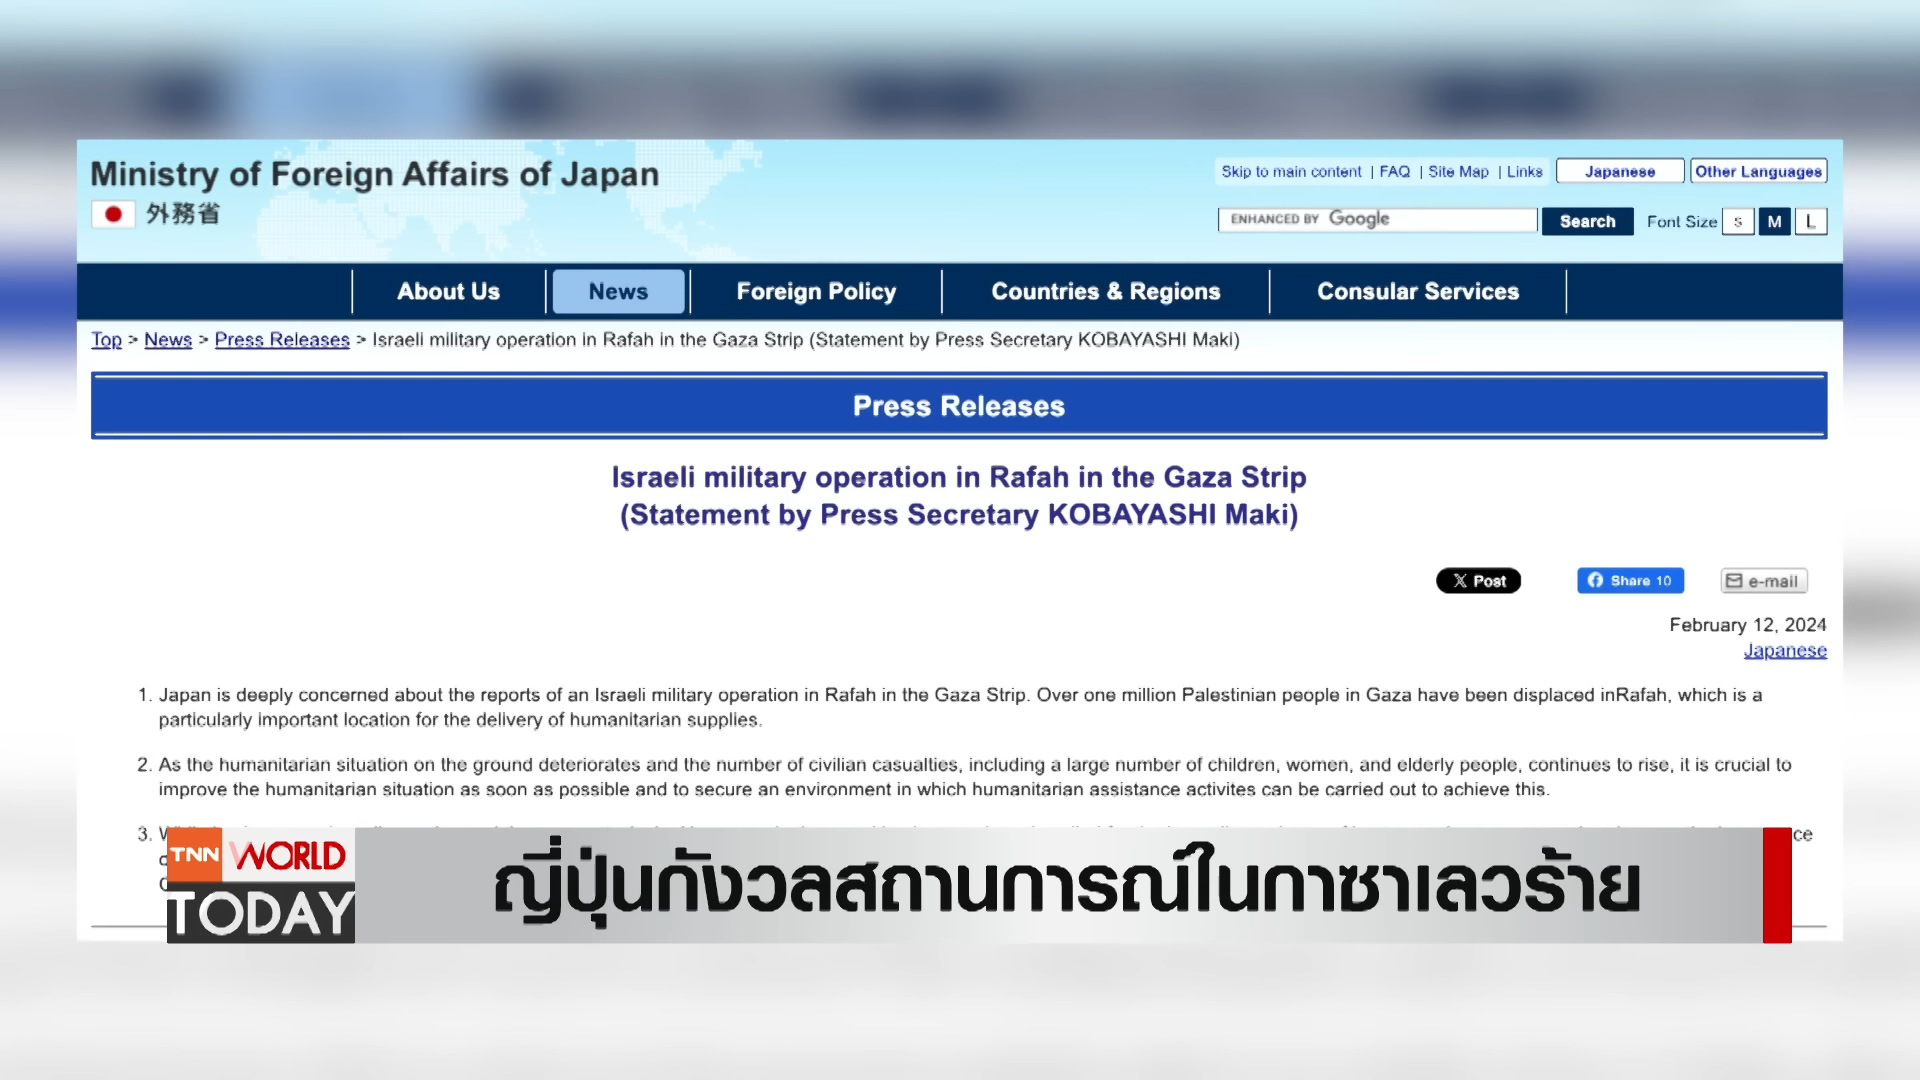 Ministry of Foreign Affairs of Japan
外務省
Skip to main content | FAQ | Site Map | Links
Japanese
Other Languages
ENHANCED BY Google
Search
Font Size S M L
About Us
News
Foreign Policy
Countries & Regions
Consular Services
Top > News > Press Releases > Israeli military operation in Rafah in the Gaza Strip (Statement by Press Secretary KOBAYASHI Maki)
Press Releases
Israeli military operation in Rafah in the Gaza Strip
(Statement by Press Secretary KOBAYASHI Maki)
X Post
Share 10
e-mail
February 12, 2024
Japanese
1. Japan is deeply concerned about the reports of an Israeli military operation in Rafah in the Gaza Strip. Over one million Palestinian people in Gaza have been displaced inRafah, which is a
particularly important location for the delivery of humanitarian supplies.
2. As the humanitarian situation on the ground deteriorates and the number of civilian casualties, including a large number of children, women, and elderly people, continues to rise, it is crucial to
improve the humanitarian situation as soon as possible and to secure an environment in which humanitarian assistance activites can be carried out to achieve this.
3.
TNN WORLD
TODAY
ญี่ปุ่นกังวลสถานการณ์ในกาซาเลวร้าย